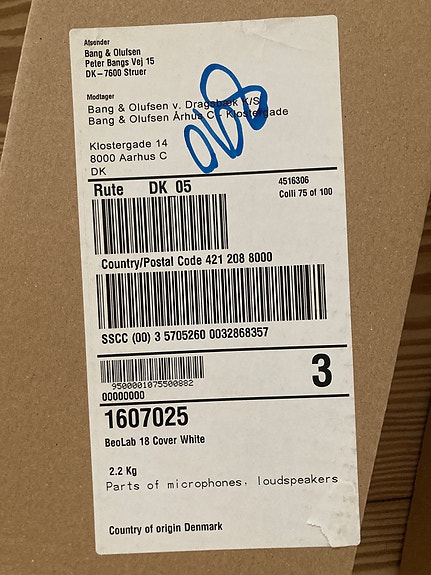 Afsender
Bang & Olufsen
Peter Bangs Vej 15
DK-7600 Struer
Modtager
Bang & Olufsen v. Dragsbæk K/S
Bang & Olufsen Århus C - Klostergade
Klostergade 14
8000 Aarhus C
DK
Rute DK 05
4516306
Colli 75 of 100
Country/Postal Code 421 208 8000
SSCC (00) 3 5705260 0032868357
9500001075500882
00000000
3
1607025
BeoLab 18 Cover White
2.2 Kg
Parts of microphones, loudspeakers
Country of origin Denmark